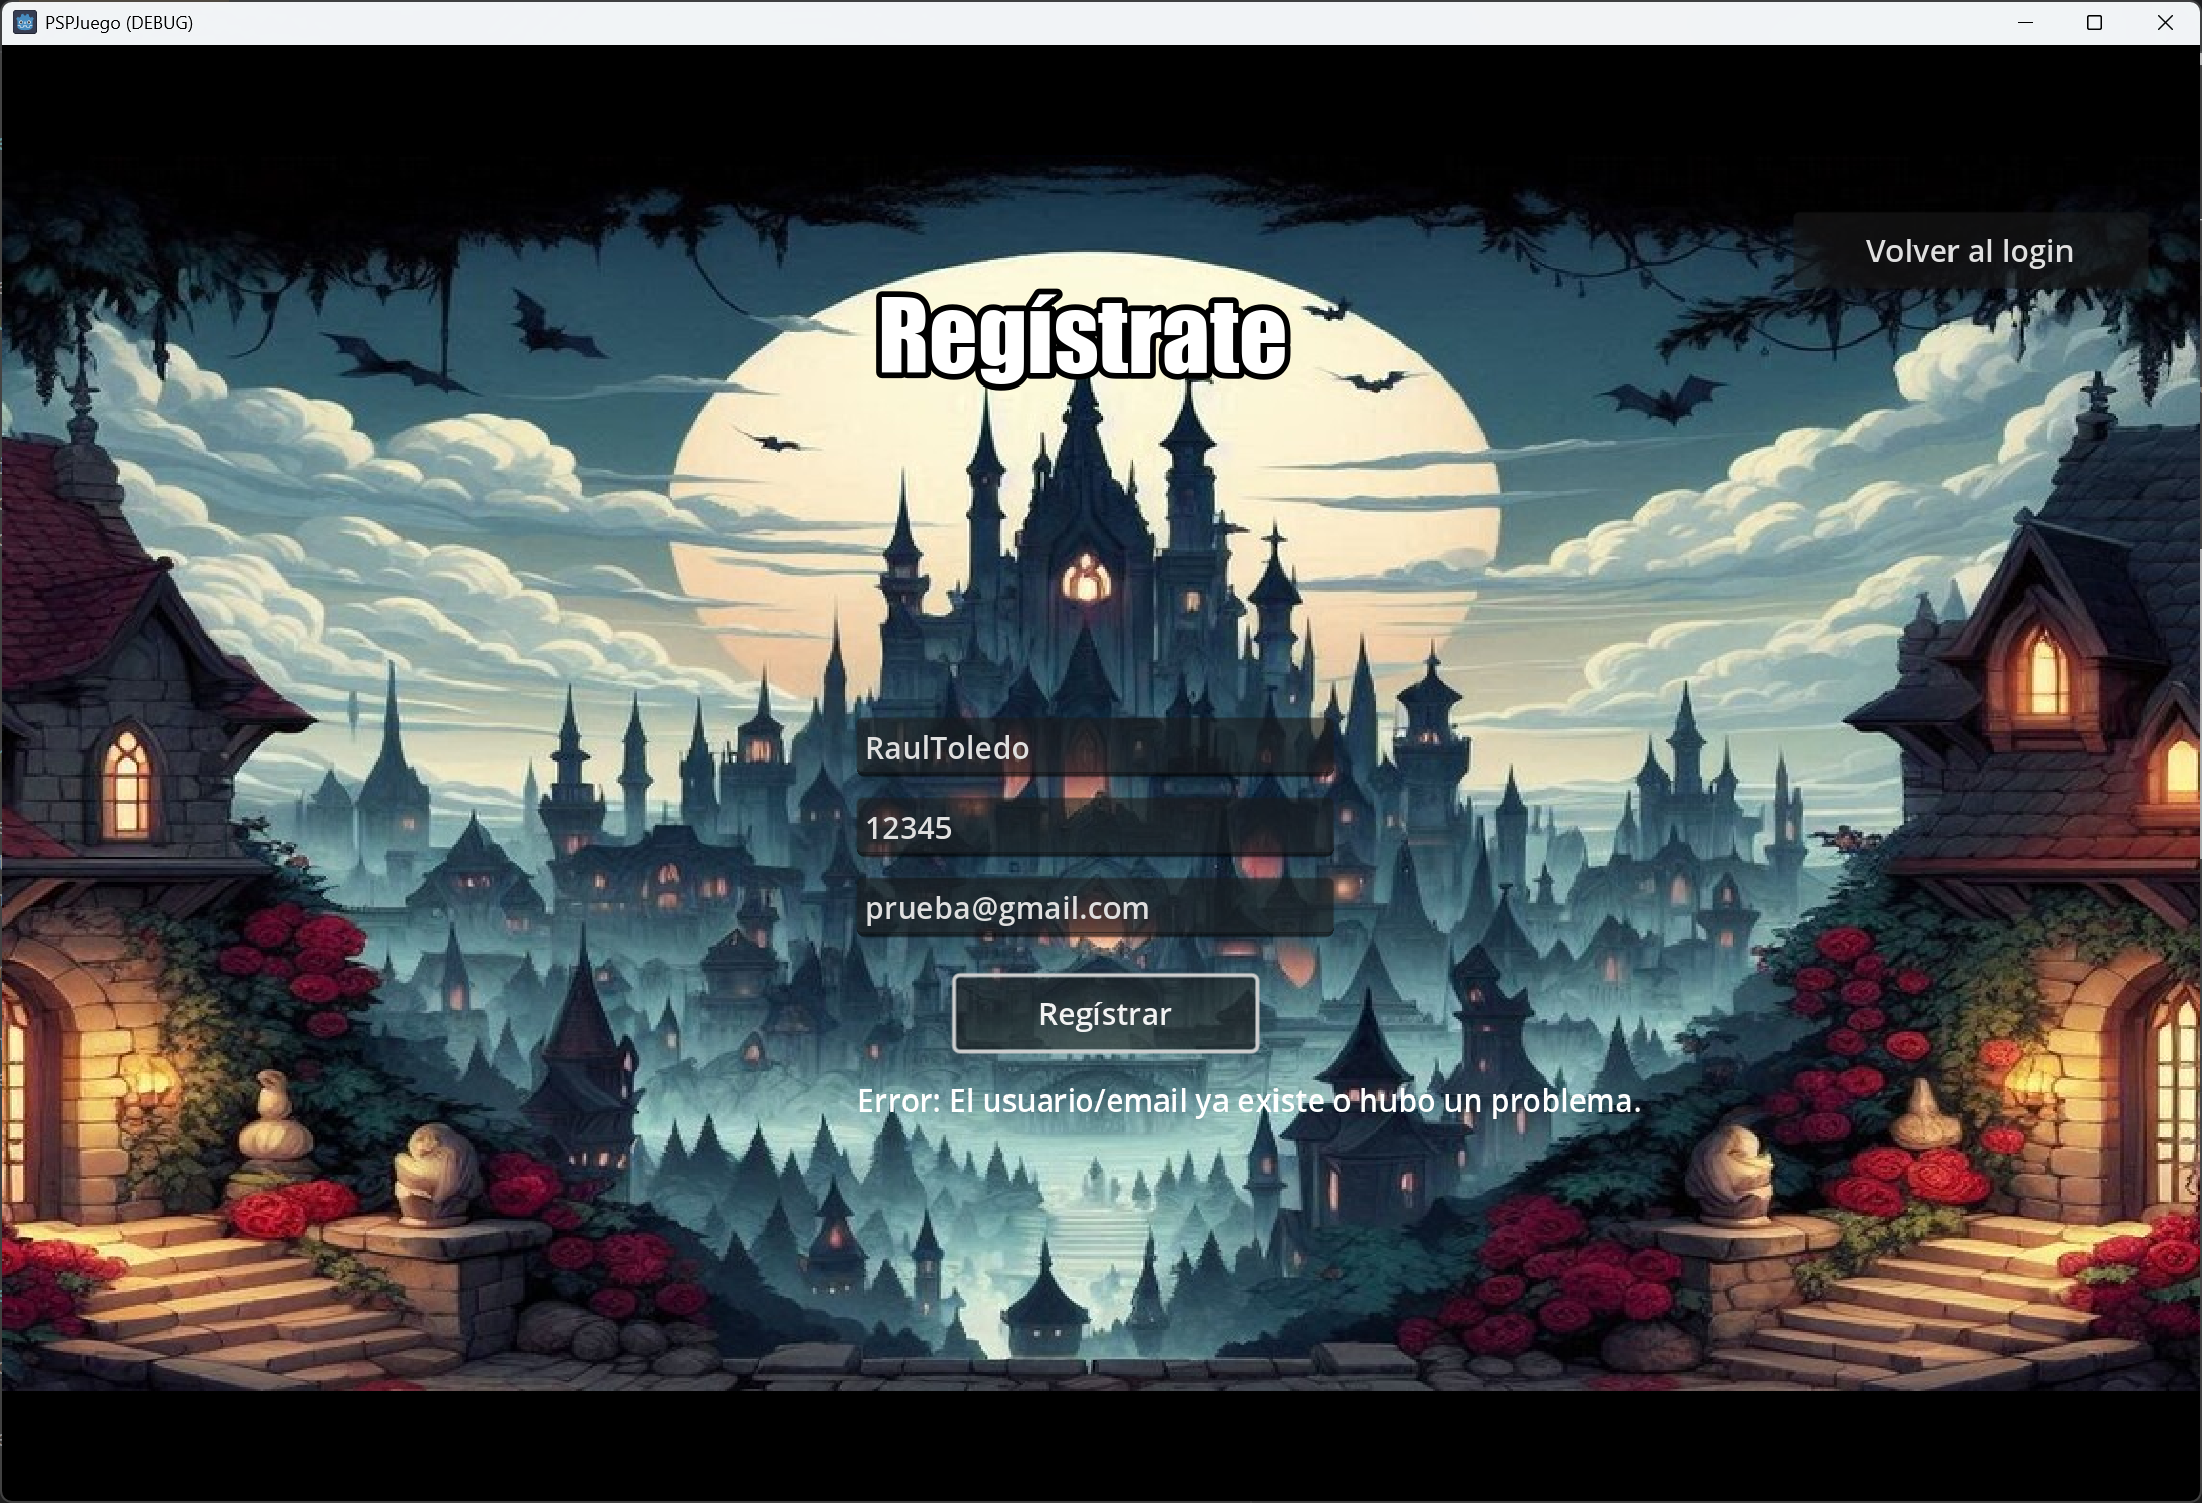 PSPJuego (DEBUG)
Volver al login
Regístrate
RaulToledo
12345
prueba@gmail.com
Regístrar
Error: El usuario/email ya existe o hubo un problema.